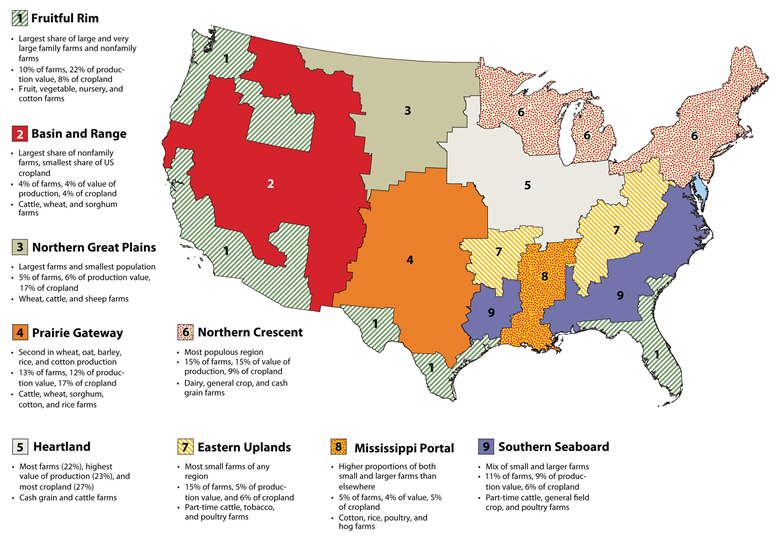 1 Fruitful Rim
• Largest share of large and very
large family farms and nonfamily
farms
• 10% of farms, 22% of produc-
tion value, 8% of cropland
• Fruit, vegetable, nursery, and
cotton farms
2 Basin and Range
• Largest share of nonfamily
farms, smallest share of US
cropland
• 4% of farms, 4% of value of
production, 4% of cropland
• Cattle, wheat, and sorghum
farms
3 Northern Great Plains
• Largest farms and smallest population
• 5% of farms, 6% of production value,
17% of cropland
• Wheat, cattle, and sheep farms
4 Prairie Gateway
• Second in wheat, oat, barley,
rice, and cotton production
• 13% of farms, 12% of produc-
tion value, 17% of cropland
• Cattle, wheat, sorghum,
cotton, and rice farms
6 Northern Crescent
• Most populous region
• 15% of farms, 15% of value of
production, 9% of cropland
• Dairy, general crop, and cash
grain farms
5 Heartland
• Most farms (22%), highest
value of production (23%), and
most cropland (27%)
• Cash grain and cattle farms
7 Eastern Uplands
• Most small farms of any
region
• 15% of farms, 5% of produc-
tion value, and 6% of cropland
• Part-time cattle, tobacco,
and poultry farms
8 Mississippi Portal
• Higher proportions of both
small and larger farms than
elsewhere
• 5% of farms, 4% of value, 5%
of cropland
• Cotton, rice, poultry, and
hog farms
9 Southern Seaboard
• Mix of small and larger farms
• 11% of farms, 9% of produc-
tion value, 6% of cropland
• Part-time cattle, general field
crop, and poultry farms
1
3
6
6
6
2
5
1
7
7
4
8
9
9
1
1
1